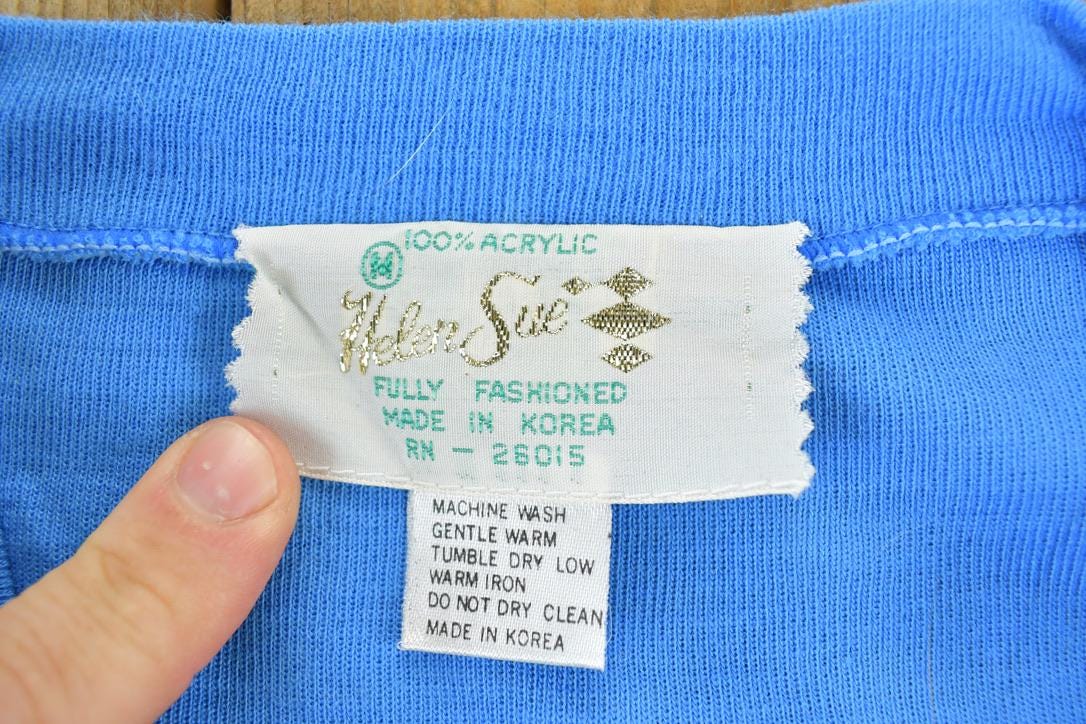 100% ACRYLIC
Helen Sue
FULLY FASHIONED
MADE IN KOREA
RN - 26015
MACHINE WASH
GENTLE WARM
TUMBLE DRY LOW
WARM IRON
DO NOT DRY CLEAN
MADE IN KOREA